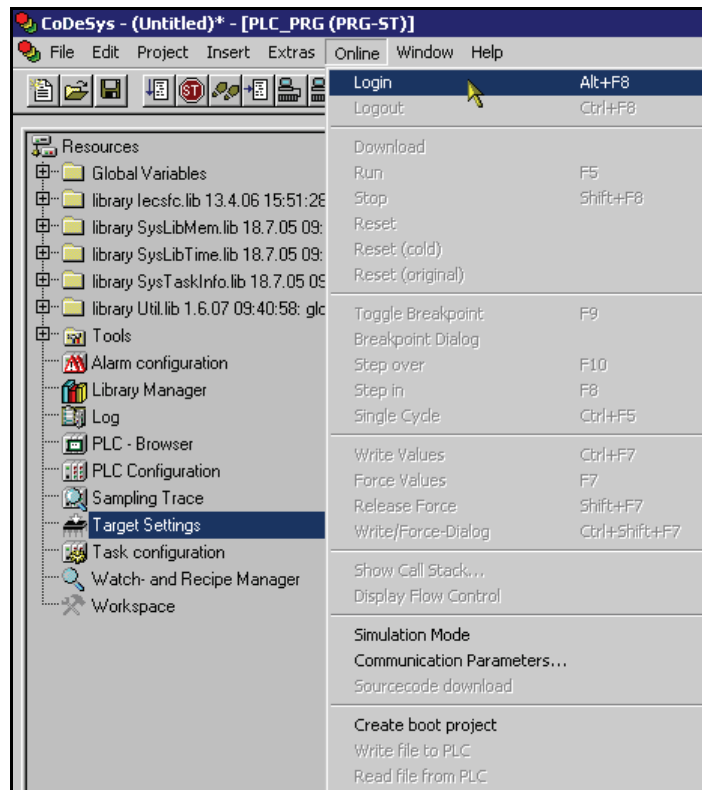 CoDeSys - (Untitled)* - [PLC_PRG (PRG-ST)]
File Edit Project Insert Extras Online Window Help
ST
Login Alt+F8
Logout Ctrl+F8
Download
Run F5
Stop Shift+F8
Reset
Reset (cold)
Reset (original)
Toggle Breakpoint F9
Breakpoint Dialog
Step over F10
Step in F8
Single Cycle Ctrl+F5
Write Values Ctrl+F7
Force Values F7
Release Force Shift+F7
Write/Force-Dialog Ctrl+Shift+F7
Show Call Stack...
Display Flow Control
Simulation Mode
Communication Parameters...
Sourcecode download
Create boot project
Write file to PLC
Read file from PLC
Resources
Global Variables
library Iecsfc.lib 13.4.06 15:51:28
library SysLibMem.lib 18.7.05 09:
library SysLibTime.lib 18.7.05 09:
library SysTaskInfo.lib 18.7.05 09
library Util.lib 1.6.07 09:40:58: glo
Tools
Alarm configuration
Library Manager
Log
PLC - Browser
PLC Configuration
Sampling Trace
Target Settings
Task configuration
Watch- and Recipe Manager
Workspace